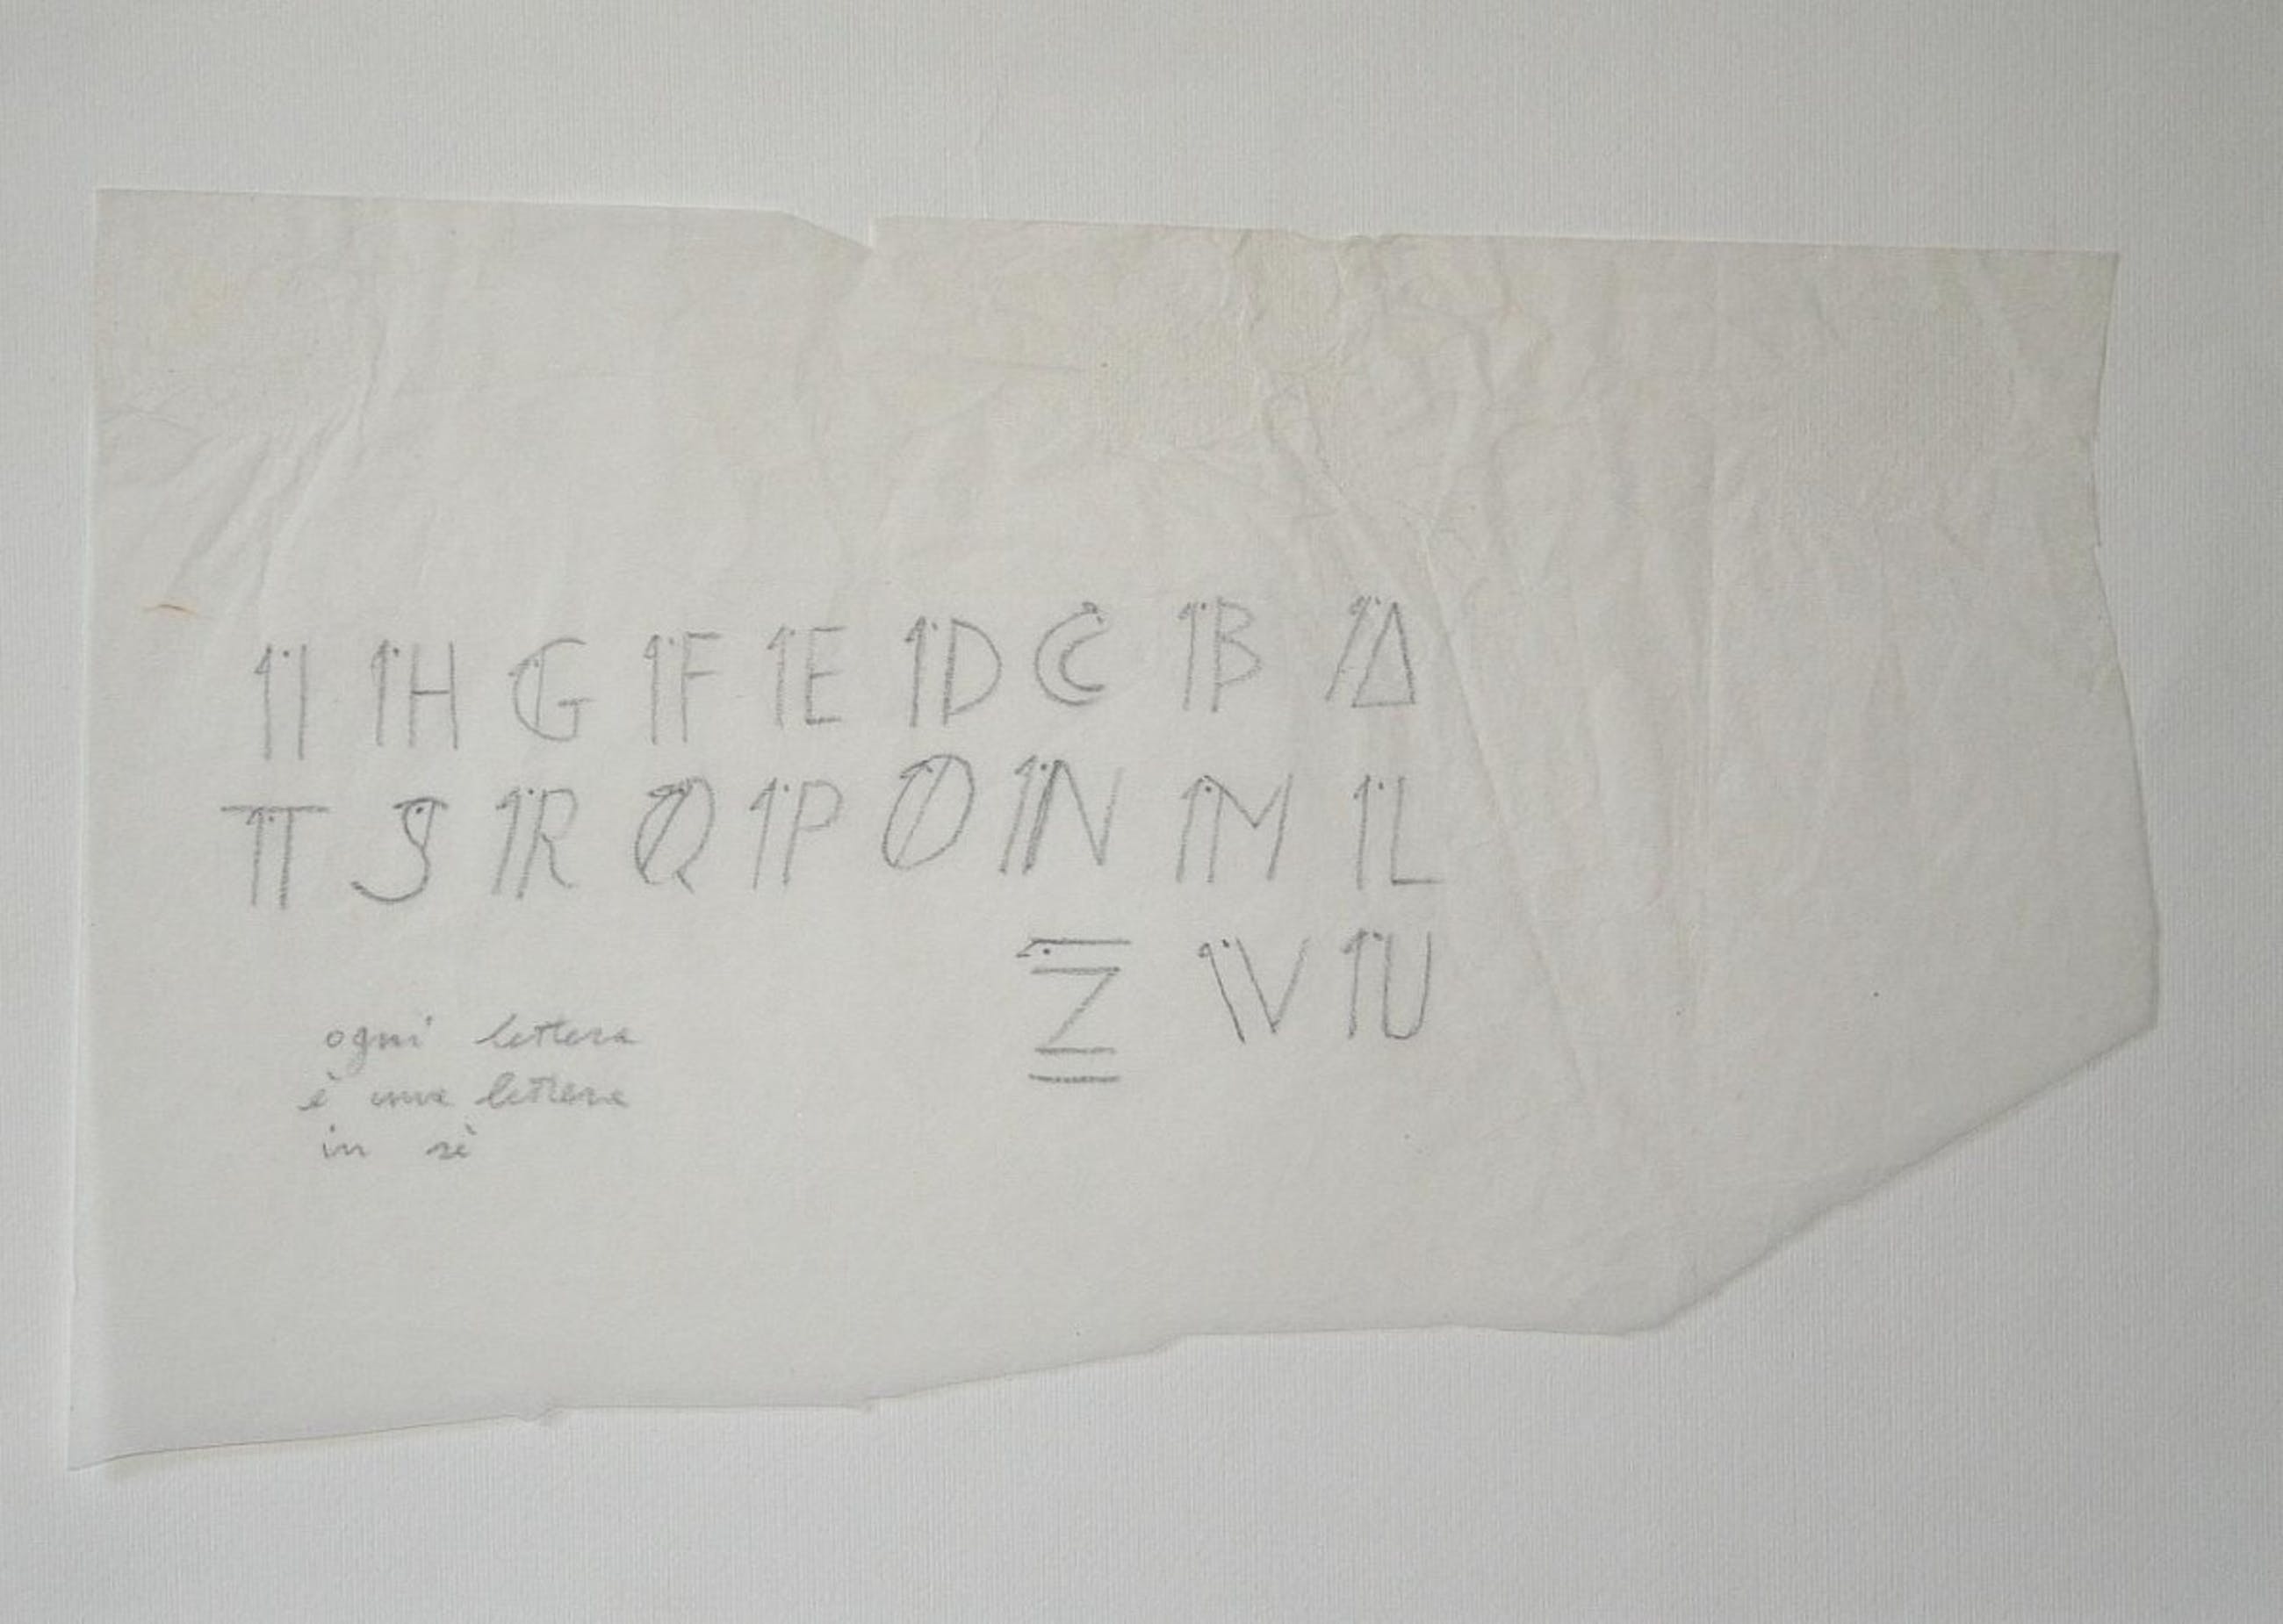 I H G F E D C B A
T S R Q P O N M L
Z V U
ogni lettera
è una lettera
in sè